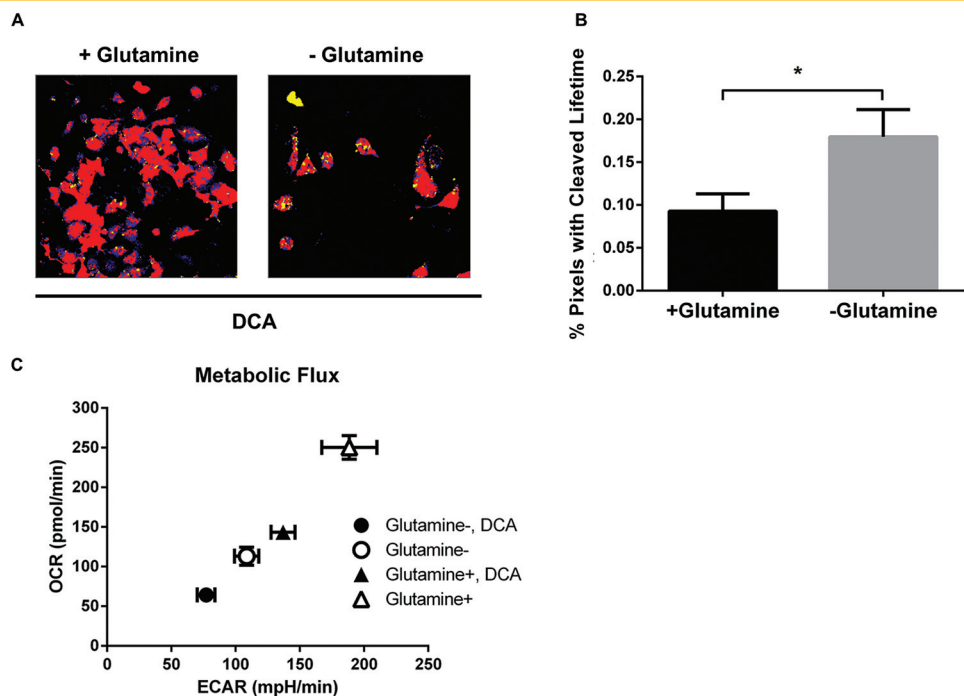 A
+ Glutamine
- Glutamine
DCA
B
% Pixels with Cleaved Lifetime
0.25
0.20
0.15
0.10
0.05
0.00
*
+Glutamine
-Glutamine
C
Metabolic Flux
OCR (pmol/min)
300
250
200
150
100
50
0
0
50
100
150
200
250
ECAR (mpH/min)
Glutamine-, DCA
Glutamine-
Glutamine+, DCA
Glutamine+